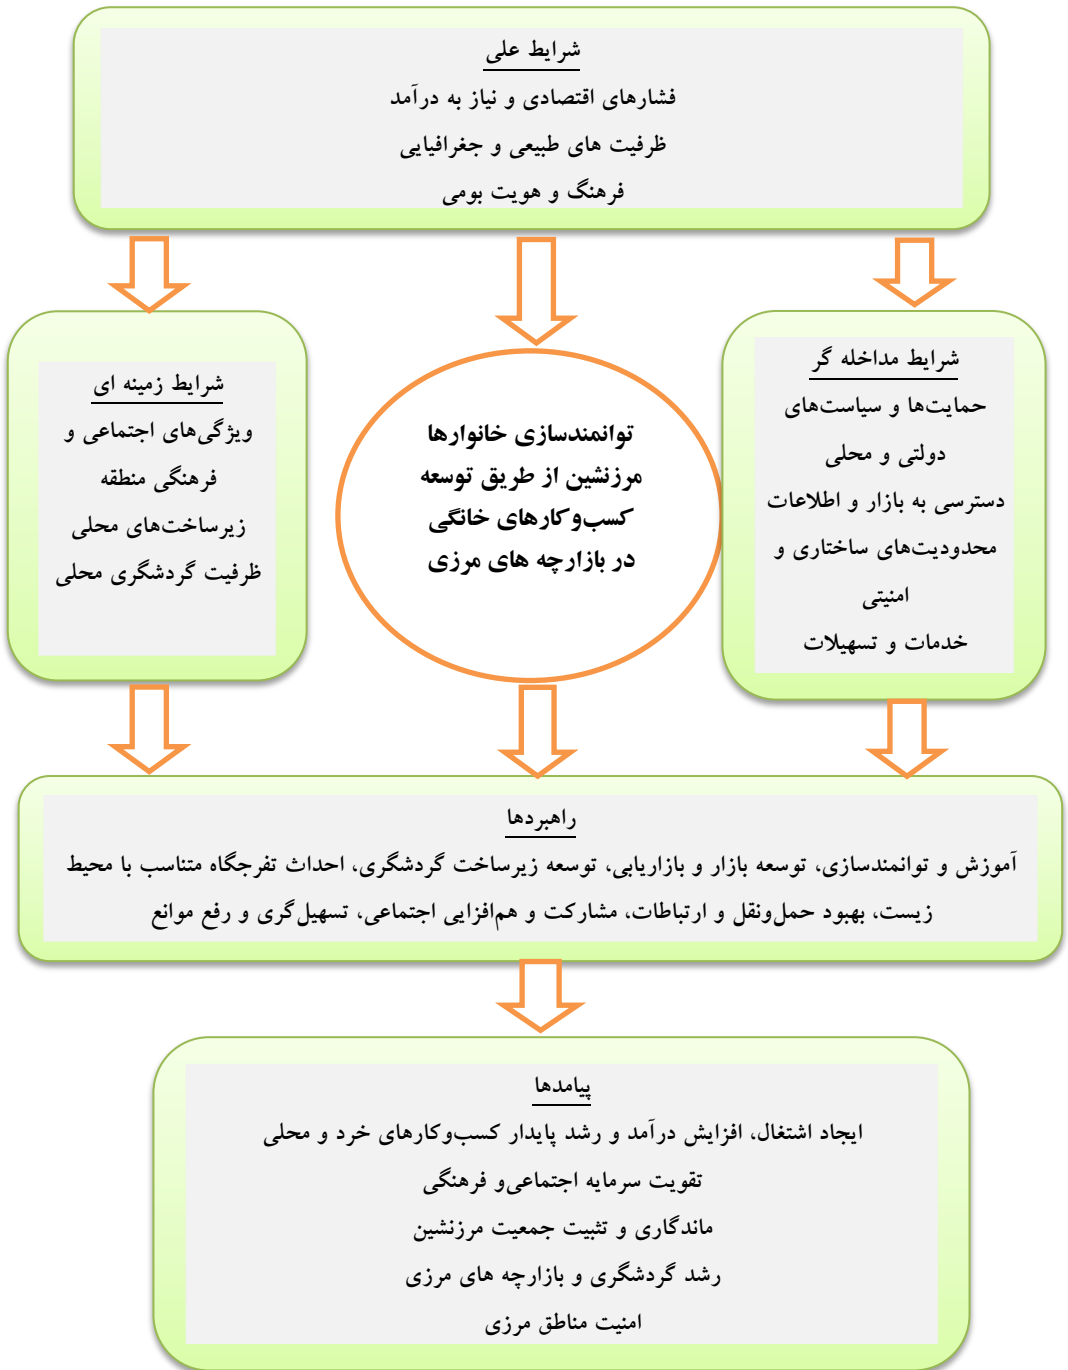 شرایط علی
فشارهای اقتصادی و نیاز به درآمد
ظرفیت های طبیعی و جغرافیایی
فرهنگ و هویت بومی
شرایط مداخله گر
حمایت‌ها و سیاست‌های
دولتی و محلی
دسترسی به بازار و اطلاعات
محدودیت‌های ساختاری و
امنیتی
خدمات و تسهیلات
توانمندسازی خانوارها
مرزنشین از طریق توسعه
کسب‌وکارهای خانگی
در بازارچه های مرزی
شرایط زمینه ای
ویژگی‌های اجتماعی و
فرهنگی منطقه
زیرساخت‌های محلی
ظرفیت گردشگری محلی
راهبردها
آموزش و توانمندسازی، توسعه بازار و بازاریابی، توسعه زیرساخت گردشگری، احداث تفرجگاه متناسب با محیط
زیست، بهبود حمل‌ونقل و ارتباطات، مشارکت و هم‌افزایی اجتماعی، تسهیل‌گری و رفع موانع
پیامدها
ایجاد اشتغال، افزایش درآمد و رشد پایدار کسب‌وکارهای خرد و محلی
تقویت سرمایه اجتماعی‌و فرهنگی
ماندگاری و تثبیت جمعیت مرزنشین
رشد گردشگری و بازارچه های مرزی
امنیت مناطق مرزی